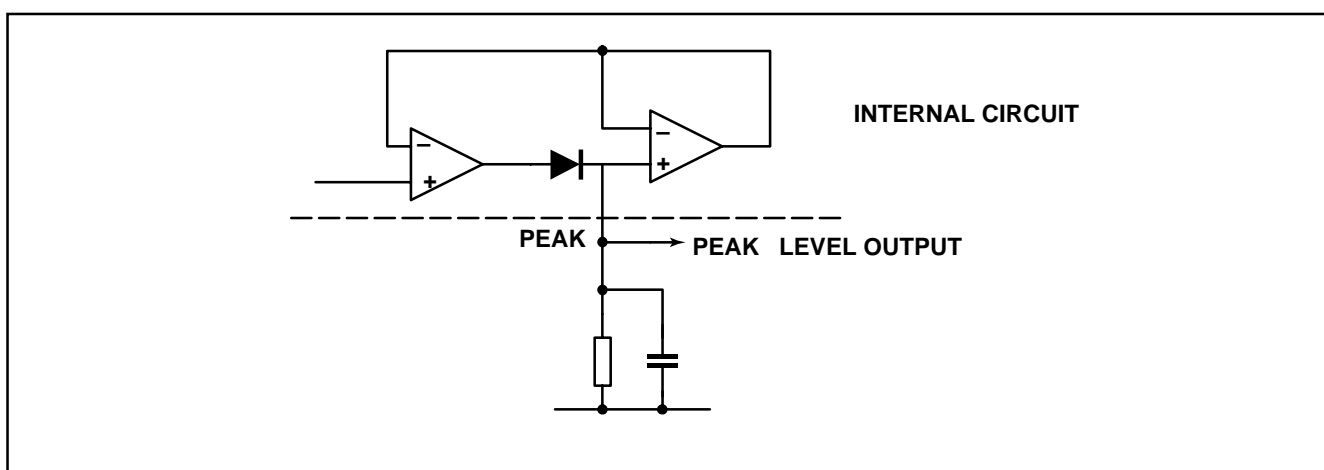 INTERNAL CIRCUIT
−
+
−
+
PEAK
PEAK LEVEL OUTPUT